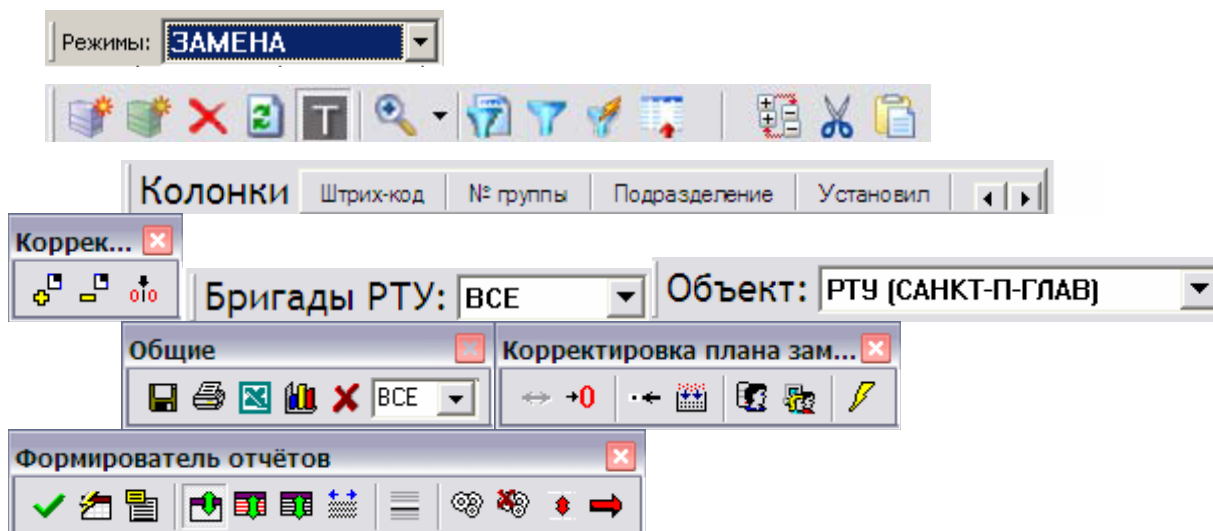 Режимы: ЗАМЕНА
Т
Колонки Штрих-код № группы Подразделение Установил
Коррек...
Бригады РТУ: ВСЕ Объект: РТУ (САНКТ-П-ГЛАВ)
Общие Корректировка плана зам...
ВСЕ →0
Формирователь отчётов